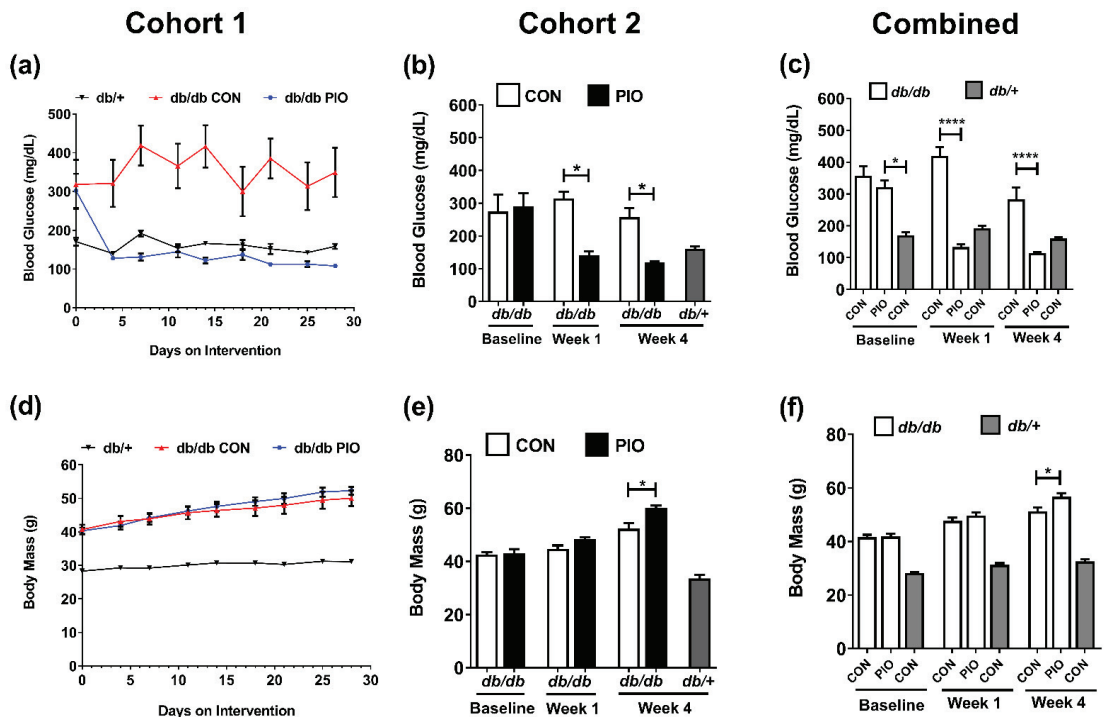 Cohort 1
Cohort 2
Combined
(a)
db/+ db/db CON db/db PIO
Blood Glucose (mg/dL)
500
400
300
200
100
0
0 5 10 15 20 25 30
Days on Intervention
(b)
CON PIO
Blood Glucose (mg/dL)
600
500
400
300
200
100
0
* *
db/db db/db db/db db/+
Baseline Week 1 Week 4
(c)
db/db db/+
Blood Glucose (mg/dL)
600
500
400
300
200
100
0
* **** ****
CON PIO CON CON PIO CON CON PIO CON
Baseline Week 1 Week 4
(d)
db/+ db/db CON db/db PIO
Body Mass (g)
60
50
40
30
20
10
0
0 5 10 15 20 25 30
Days on Intervention
(e)
CON PIO
Body Mass (g)
80
60
40
20
0
*
db/db db/db db/db db/+
Baseline Week 1 Week 4
(f)
db/db db/+
Body Mass (g)
80
60
40
20
0
*
CON PIO CON CON PIO CON CON PIO CON
Baseline Week 1 Week 4